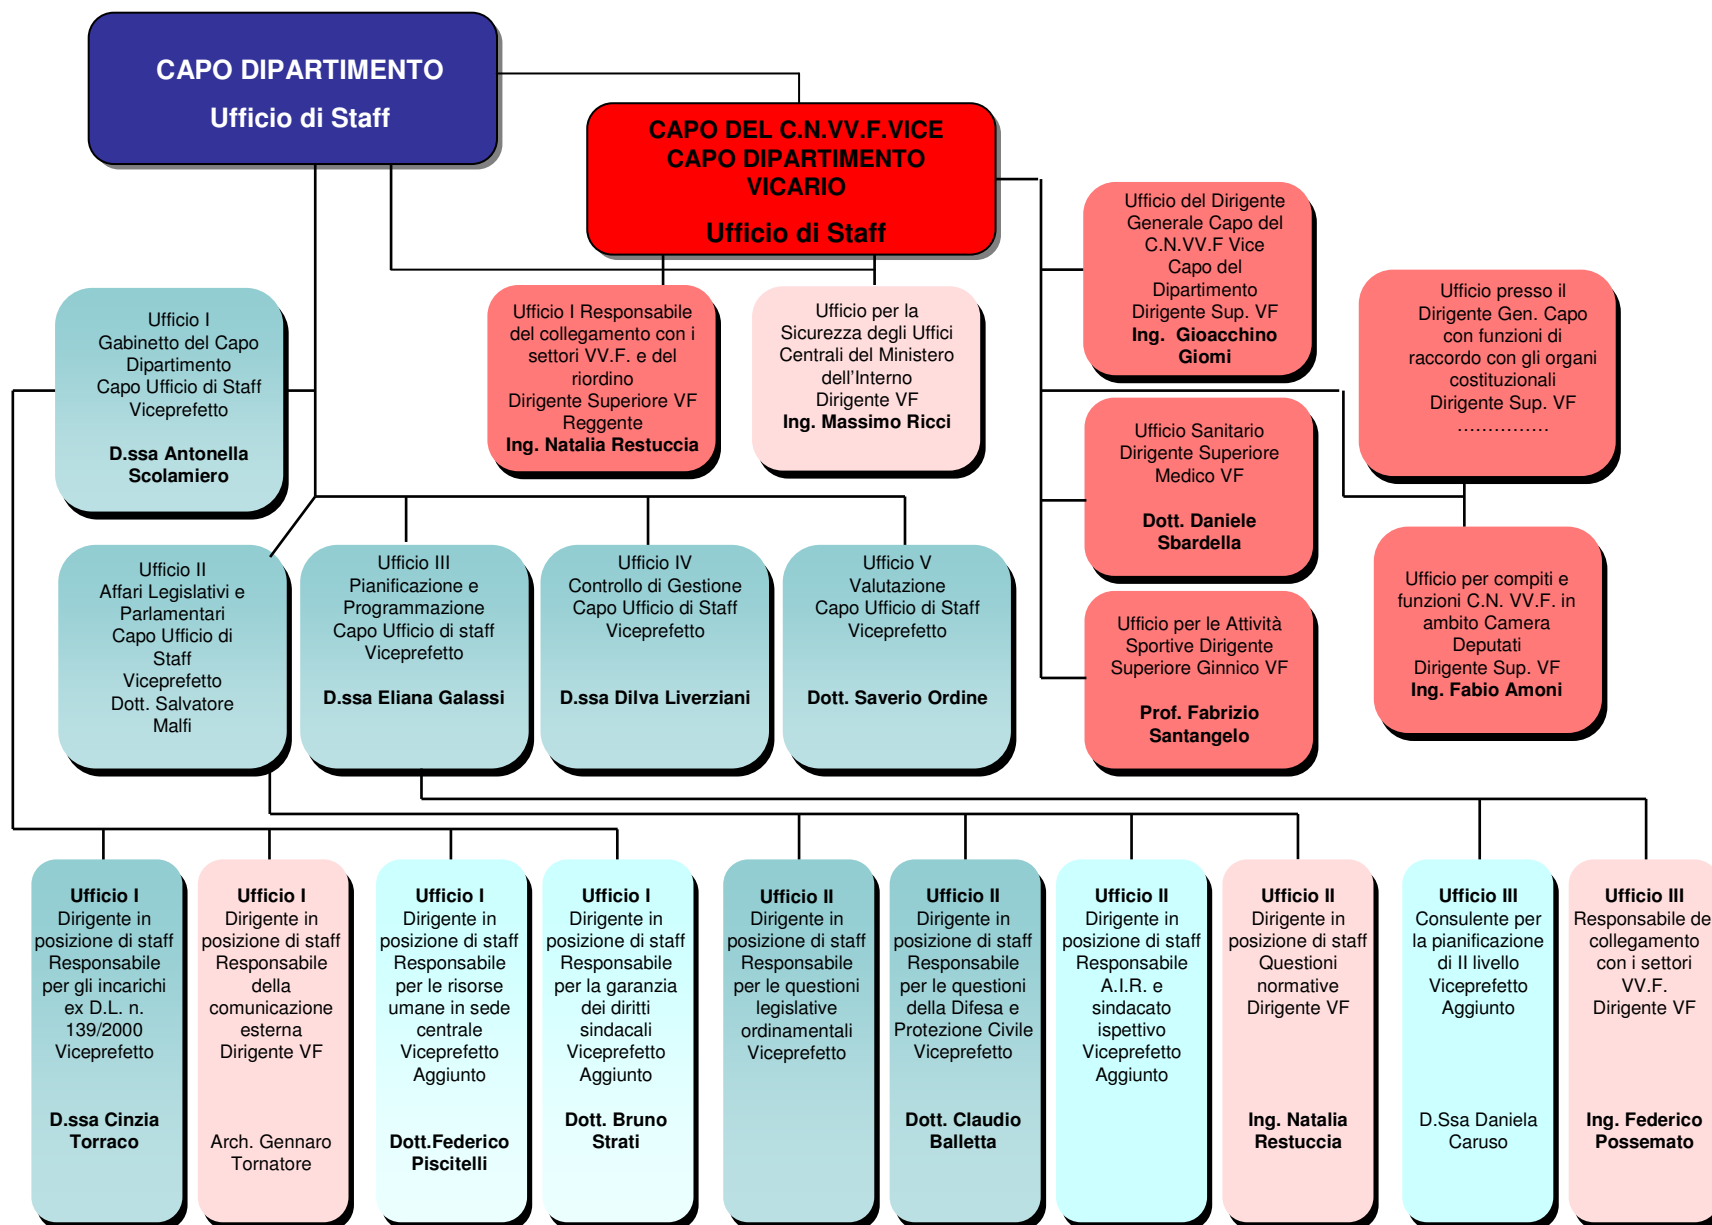 CAPO DIPARTIMENTO
Ufficio di Staff
CAPO DEL C.N.VV.F.VICE
CAPO DIPARTIMENTO
VICARIO
Ufficio di Staff
Ufficio del Dirigente
Generale Capo del
C.N.VV.F Vice
Capo del
Dipartimento
Dirigente Sup. VF
Ing. Gioacchino
Giomi
Ufficio presso il
Dirigente Gen. Capo
con funzioni di
raccordo con gli organi
costituzionali
Dirigente Sup. VF
……………
Ufficio I
Gabinetto del Capo
Dipartimento
Capo Ufficio di Staff
Viceprefetto
D.ssa Antonella
Scolamiero
Ufficio I Responsabile
del collegamento con i
settori VV.F. e del
riordino
Dirigente Superiore VF
Reggente
Ing. Natalia Restuccia
Ufficio per la
Sicurezza degli Uffici
Centrali del Ministero
dell'Interno
Dirigente VF
Ing. Massimo Ricci
Ufficio Sanitario
Dirigente Superiore
Medico VF
Dott. Daniele
Sbardella
Ufficio II
Affari Legislativi e
Parlamentari
Capo Ufficio di
Staff
Viceprefetto
Dott. Salvatore
Malfi
Ufficio III
Pianificazione e
Programmazione
Capo Ufficio di staff
Viceprefetto
D.ssa Eliana Galassi
Ufficio IV
Controllo di Gestione
Capo Ufficio di Staff
Viceprefetto
D.ssa Dilva Liverziani
Ufficio V
Valutazione
Capo Ufficio di Staff
Viceprefetto
Dott. Saverio Ordine
Ufficio per le Attività
Sportive Dirigente
Superiore Ginnico VF
Prof. Fabrizio
Santangelo
Ufficio per compiti e
funzioni C.N. VV.F. in
ambito Camera
Deputati
Dirigente Sup. VF
Ing. Fabio Amoni
Ufficio I
Dirigente in
posizione di staff
Responsabile
per gli incarichi
ex D.L. n.
139/2000
Viceprefetto
D.ssa Cinzia
Torraco
Ufficio I
Dirigente in
posizione di staff
Responsabile
della
comunicazione
esterna
Dirigente VF
Arch. Gennaro
Tornatore
Ufficio I
Dirigente in
posizione di staff
Responsabile
per le risorse
umane in sede
centrale
Viceprefetto
Aggiunto
Dott.Federico
Piscitelli
Ufficio I
Dirigente in
posizione di staff
Responsabile
per la garanzia
dei diritti
sindacali
Viceprefetto
Aggiunto
Dott. Bruno
Strati
Ufficio II
Dirigente in
posizione di staff
Responsabile
per le questioni
legislative
ordinamentali
Viceprefetto
Ufficio II
Dirigente in
posizione di staff
Responsabile
per le questioni
della Difesa e
Protezione Civile
Viceprefetto
Dott. Claudio
Balletta
Ufficio II
Dirigente in
posizione di staff
Responsabile
A.I.R. e
sindacato
ispettivo
Viceprefetto
Aggiunto
Ufficio II
Dirigente in
posizione di staff
Questioni
normative
Dirigente VF
Ing. Natalia
Restuccia
Ufficio III
Consulente per
la pianificazione
di II livello
Viceprefetto
Aggiunto
D.Ssa Daniela
Caruso
Ufficio III
Responsabile de
collegamento
con i settori
VV.F.
Dirigente VF
Ing. Federico
Possemato